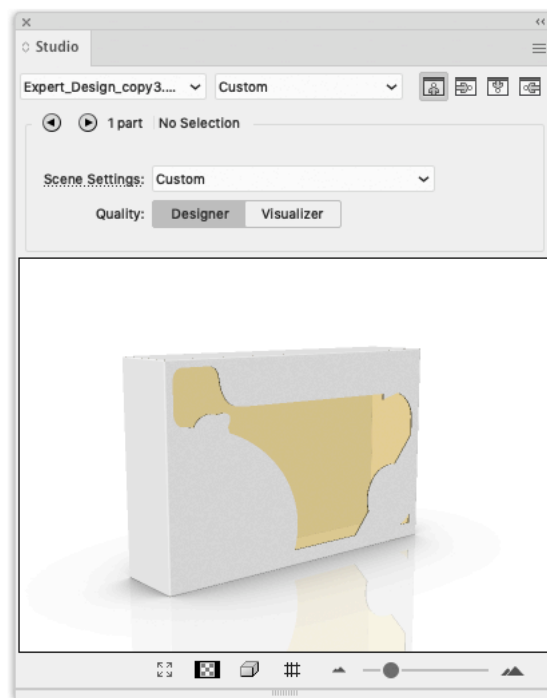 Studio
Expert_Design_copy3.... Custom
1 part No Selection
Scene Settings: Custom
Quality: Designer Visualizer